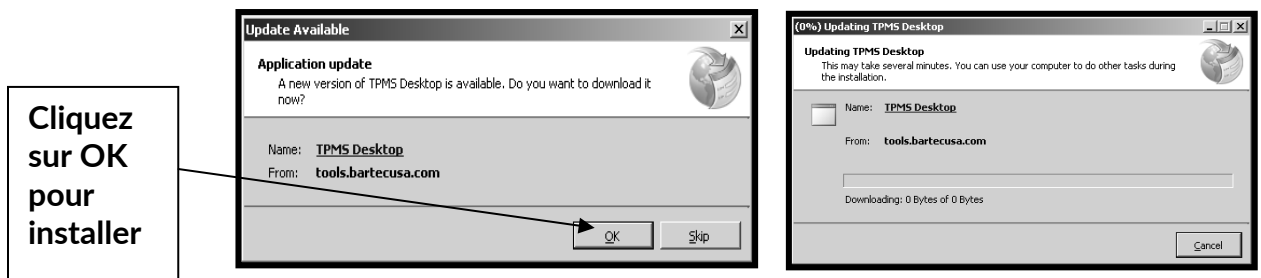 Cliquez
sur OK
pour
installer
Update Available
Application update
A new version of TPMS Desktop is available. Do you want to download it
now?
Name: TPMS Desktop
From: tools.bartecusa.com
OK Skip
(0%) Updating TPMS Desktop
Updating TPMS Desktop
This may take several minutes. You can use your computer to do other tasks during
the installation.
Name: TPMS Desktop
From: tools.bartecusa.com
Downloading: 0 Bytes of 0 Bytes
Cancel